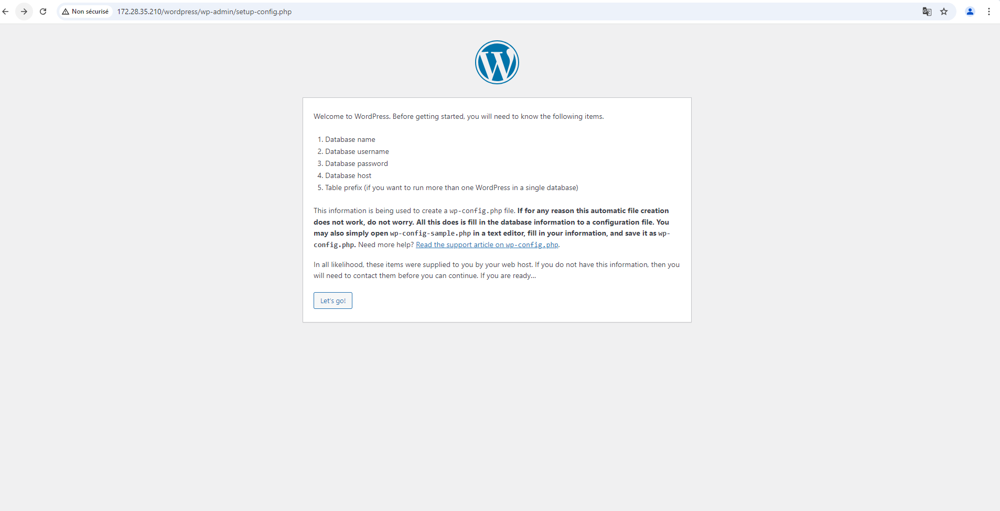 Non sécurisé 172.28.35.210/wordpress/wp-admin/setup-config.php
Welcome to WordPress. Before getting started, you will need to know the following items.
1. Database name
2. Database username
3. Database password
4. Database host
5. Table prefix (if you want to run more than one WordPress in a single database)
This information is being used to create a wp-config.php file. If for any reason this automatic file creation
does not work, do not worry. All this does is fill in the database information to a configuration file. You
may also simply open wp-config-sample.php in a text editor, fill in your information, and save it as wp-
config.php. Need more help? Read the support article on wp-config.php.
In all likelihood, these items were supplied to you by your web host. If you do not have this information, then you
will need to contact them before you can continue. If you are ready…
Let's go!